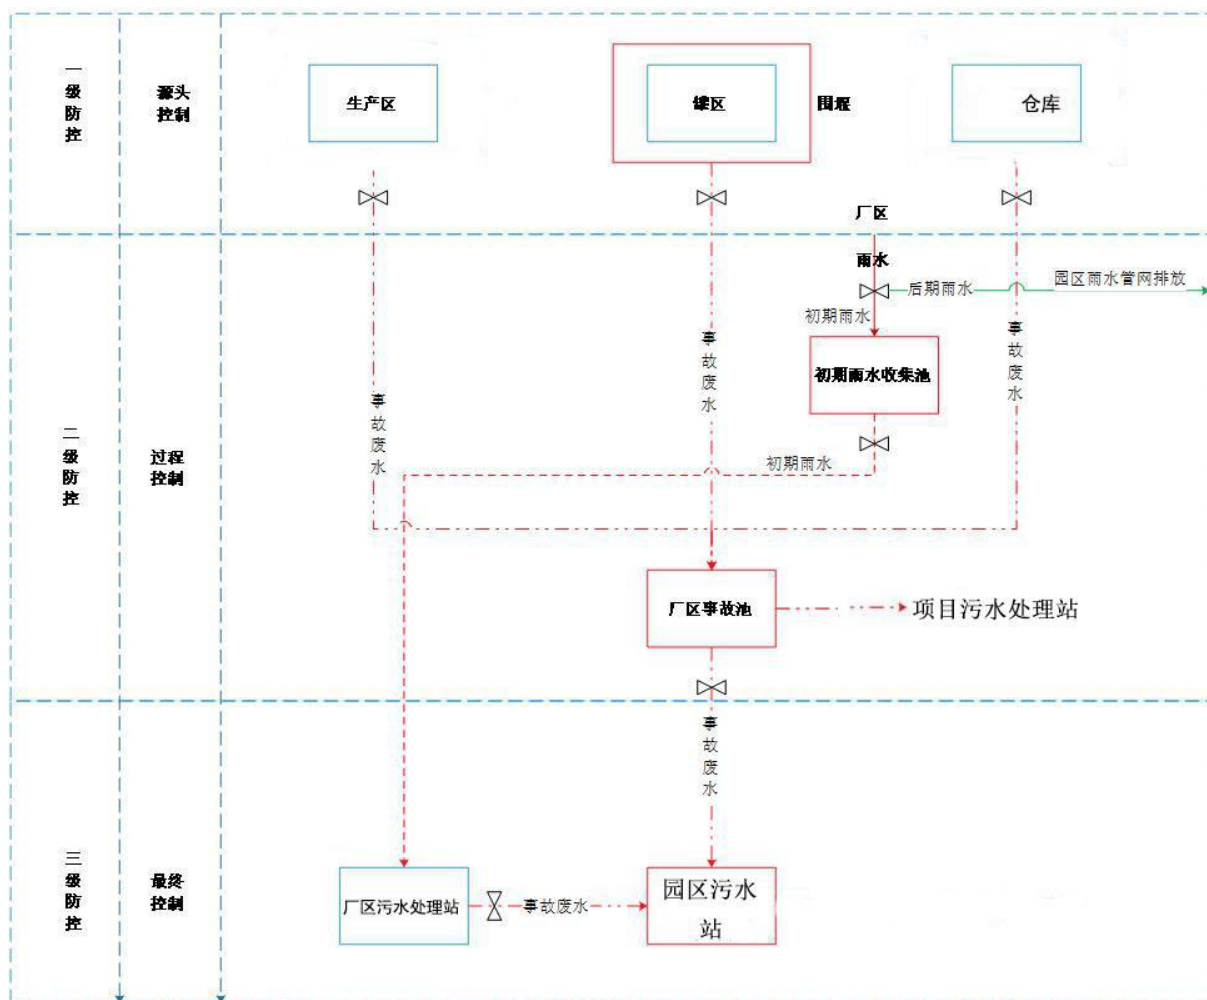 一级防控
源头
控制
生产区
罐区
围堰
仓库
厂区
雨水
后期雨水
园区雨水管网排放
初期雨水
初期雨水收集池
事故废水
事故废水
事故废水
二级防控
过程
控制
初期雨水
厂区事故池
项目污水处理站
事故废水
三级防控
最终
控制
厂区污水处理站
事故废水
园区污水
站